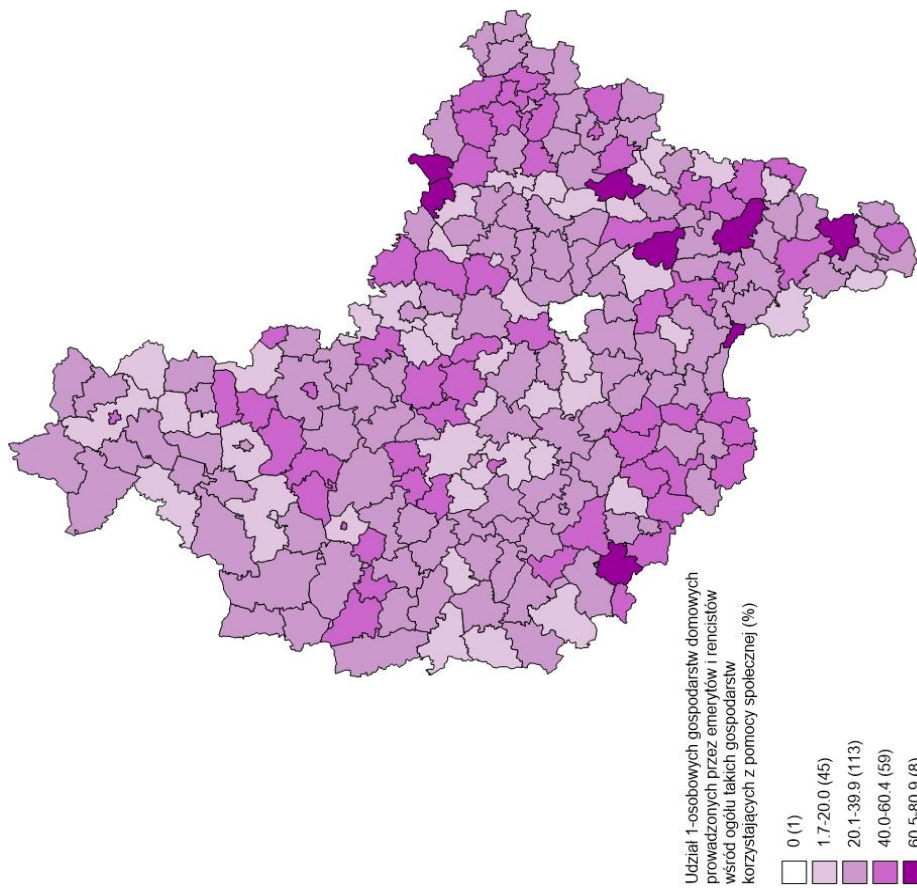 Udział 1-osobowych gospodarstw domowych
prowadzonych przez emerytów i rencistów
wśród ogółu takich gospodarstw
korzystających z pomocy społecznej (%)
0 (1)
1.7-20.0 (45)
20.1-39.9 (113)
40.0-60.4 (59)
60.5-80.9 (8)